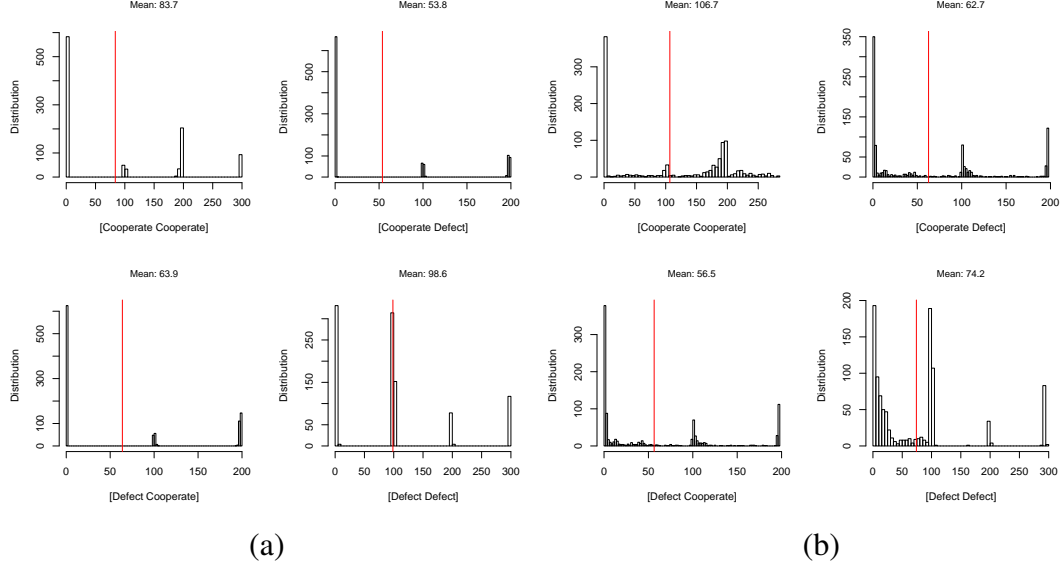 Mean: 83.7
Distribution
0 100 300 500
0 50 100 150 200 250 300
[Cooperate Cooperate]
Mean: 53.8
Distribution
0 100 300 500
0 50 100 150 200
[Cooperate Defect]
Mean: 106.7
Distribution
0 100 200 300
0 50 100 150 200 250
[Cooperate Cooperate]
Mean: 62.7
Distribution
0 50 150 250 350
0 50 100 150 200
[Cooperate Defect]
Mean: 63.9
Distribution
0 100 300 500
0 50 100 150 200
[Defect Cooperate]
Mean: 98.6
Distribution
0 50 150 250
0 50 100 150 200 250 300
[Defect Defect]
Mean: 56.5
Distribution
0 100 200 300
0 50 100 150 200
[Defect Cooperate]
Mean: 74.2
Distribution
0 50 100 150 200
0 50 100 150 200 250 300
[Defect Defect]
(a)
(b)